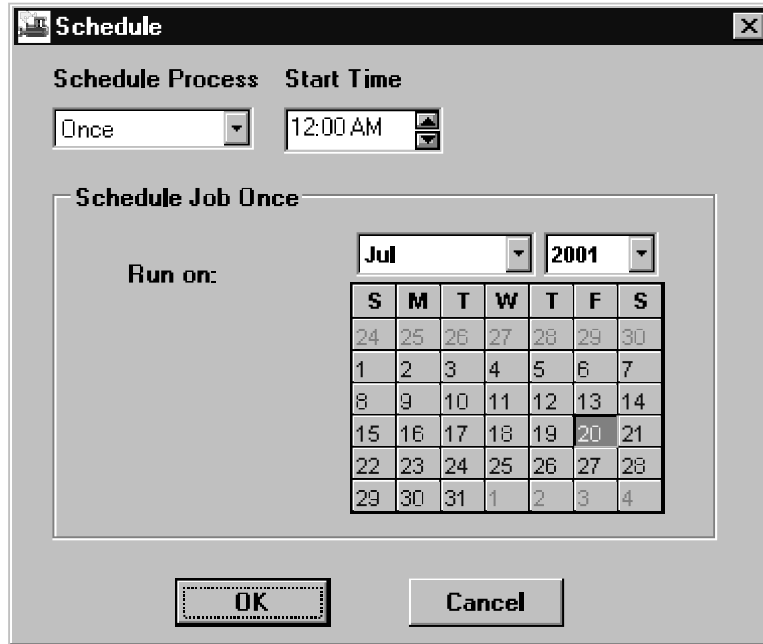 Schedule
Schedule Process Start Time
Once 12:00 AM
Schedule Job Once
Jul 2001
Run on:
S M T W T F S
24 25 26 27 28 29 30
1 2 3 4 5 6 7
8 9 10 11 12 13 14
15 16 17 18 19 20 21
22 23 24 25 26 27 28
29 30 31 1 2 3 4
OK Cancel